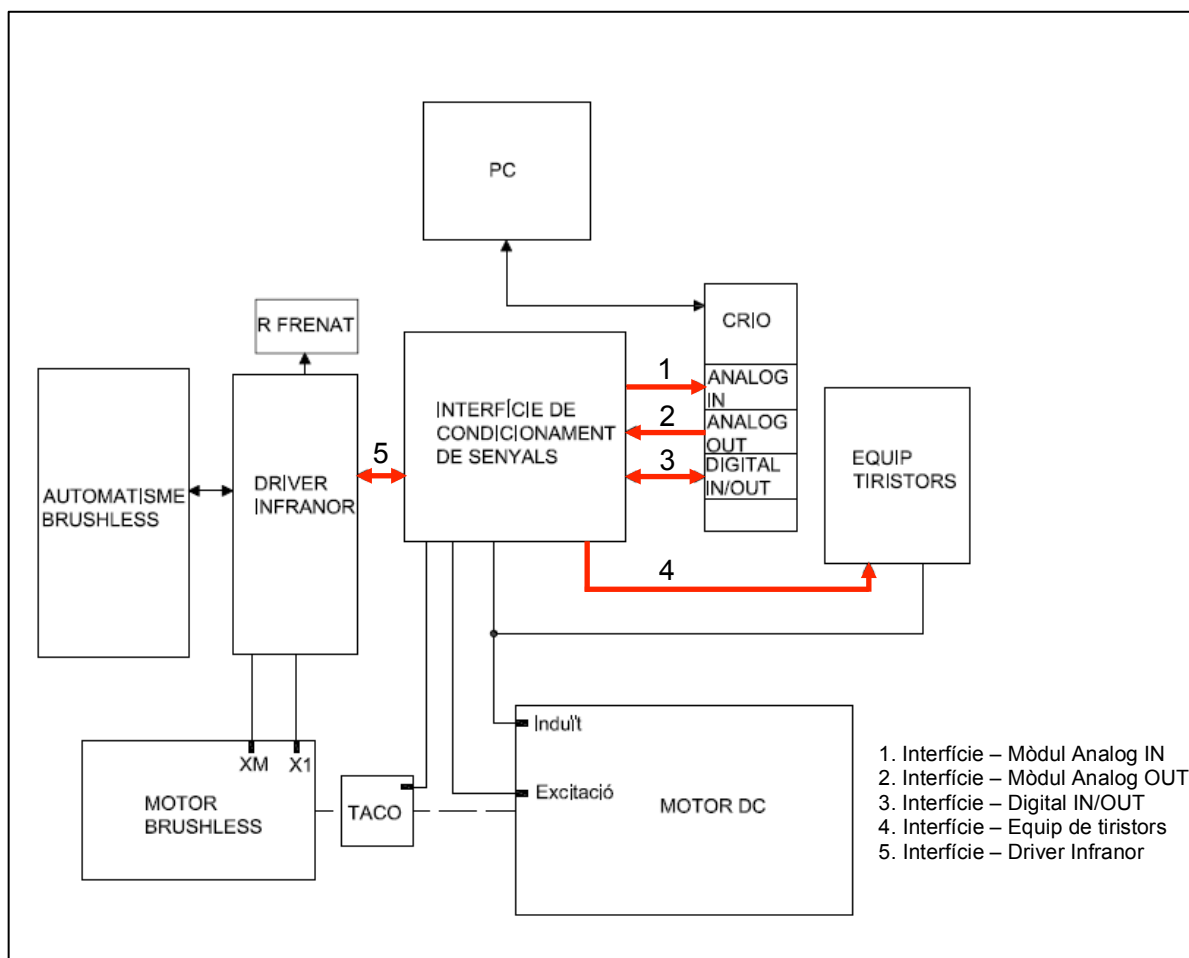 PC
CRIO
R FRENAT
1
ANALOG
IN
INTERFÍCIE DE
CONDICIONAMENT
DE SENYALS
2
ANALOG
OUT
3
DIGITAL
IN/OUT
EQUIP
TIRISTORS
5
DRIVER
INFRANOR
AUTOMATISME
BRUSHLESS
4
Induït
XM
X1
Excitació
MOTOR
BRUSHLESS
TACO
MOTOR DC
1. Interfície – Mòdul Analog IN
2. Interfície – Mòdul Analog OUT
3. Interfície – Digital IN/OUT
4. Interfície – Equip de tiristors
5. Interfície – Driver Infranor